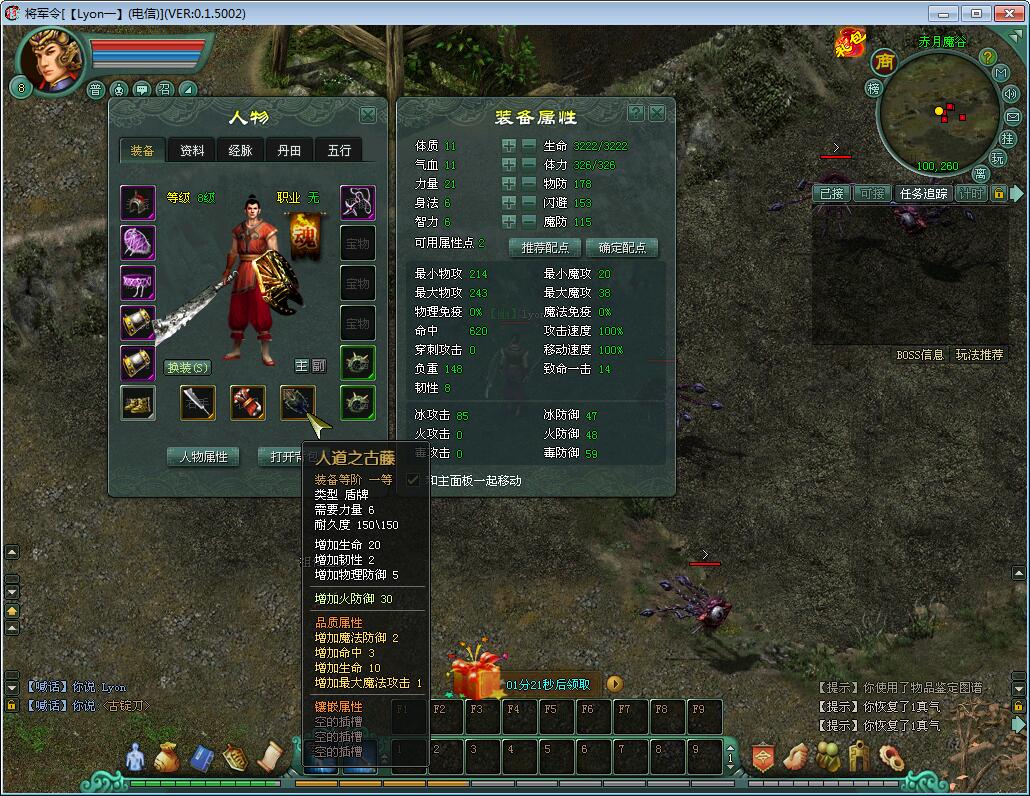 将军令[【Lyon一】(电信)](VER:0.1.5002)
8
普
召
礼包
商
榜
赤月魔谷
?
M
挂
玩
离
100,260
已接 可接 任务追踪 计时
BOSS信息 玩法推荐
人物
装备 资料 经脉 丹田 五行
等级 8级 职业 无
魂
宝物
宝物
宝物
换装(S)
主 副
人物属性
装备属性
体质 11 生命 3222/3222
气血 11 体力 326/326
力量 21 物防 178
身法 6 闪避 153
智力 6 魔防 115
可用属性点 2 推荐配点 确定配点
最小物攻 214 最小魔攻 20
最大物攻 243 最大魔攻 38
物理免疫 0% 魔法免疫 0%
命中 620 攻击速度 100%
穿刺攻击 0 移动速度 100%
负重 148 致命一击 14
韧性 8
冰攻击 85 冰防御 47
火攻击 0 火防御 48
毒攻击 0 毒防御 59
和主面板一起移动
打开背包
人道之古藤
装备等阶 一等
类型 盾牌
需要力量 6
耐久度 150\150
增加生命 20
增加韧性 2
增加物理防御 5
增加火防御 30
品质属性
增加魔法防御 2
增加命中 3
增加生命 10
增加最大魔法攻击 1
镶嵌属性
空的插槽
空的插槽
空的插槽
01分21秒后领取
【喊话】你说 Lyon
【喊话】你说 〈古锭刀〉
【提示】你使用了物品鉴定图谱
【提示】你恢复了1真气
【提示】你恢复了1真气
F1 F2 F3 F4 F5 F6 F7 F8 F9
1 2 3 4 5 6 7 8 9
1